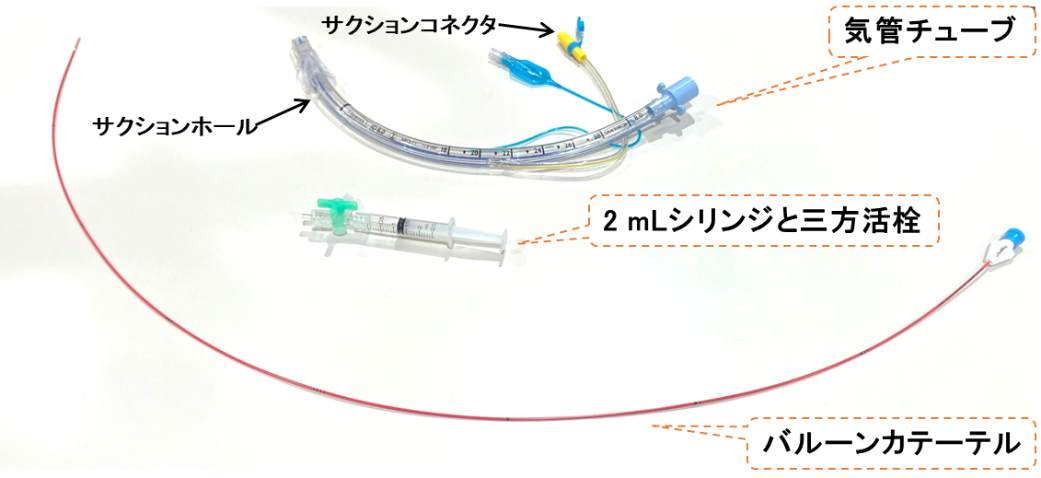 サクションコネクタ
気管チューブ
サクションホール
2 mLシリンジと三方活栓
バルーンカテーテル